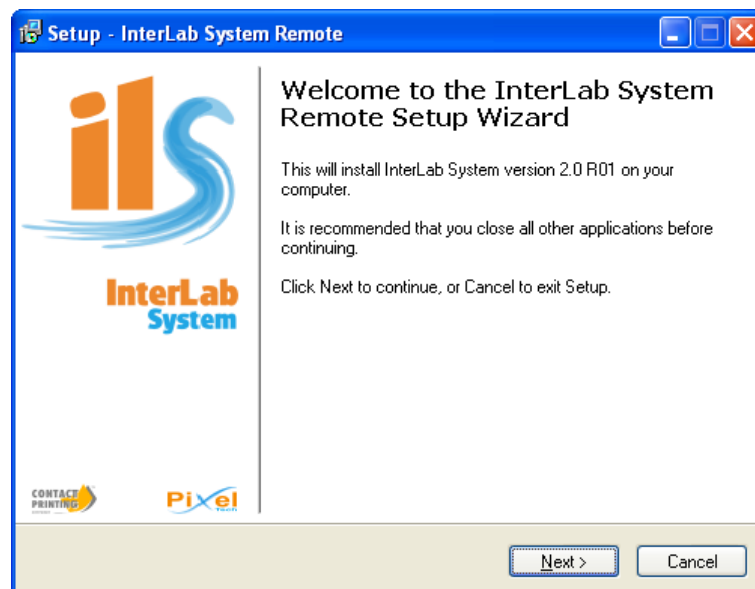 Setup - InterLab System Remote
ils
InterLab
System
CONTACT
PRINTING
Pixel
Tech
Welcome to the InterLab System
Remote Setup Wizard
This will install InterLab System version 2.0 R01 on your
computer.
It is recommended that you close all other applications before
continuing.
Click Next to continue, or Cancel to exit Setup.
Next >
Cancel